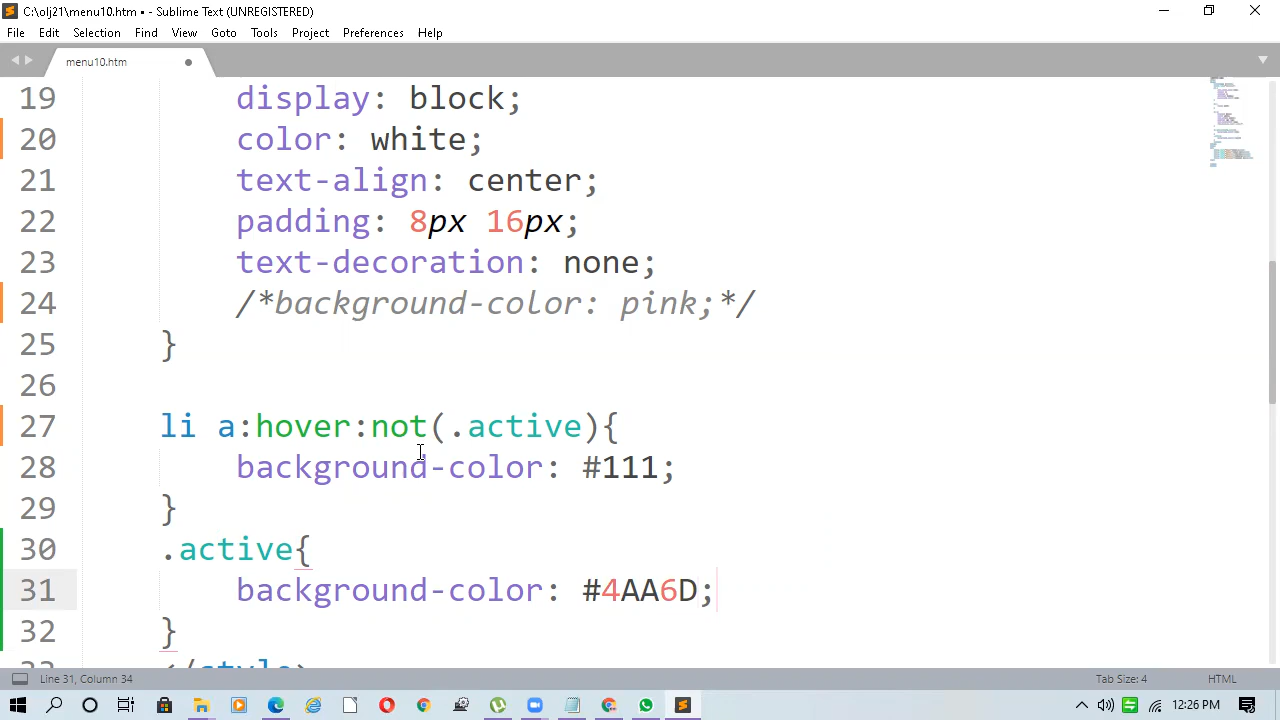 C:\olj21\menu10.htm • - Sublime Text (UNREGISTERED)
File Edit Selection Find View Goto Tools Project Preferences Help
menu10.htm
19 display: block;
20 color: white;
21 text-align: center;
22 padding: 8px 16px;
23 text-decoration: none;
24 /*background-color: pink;*/
25 }
26
27 li a:hover:not(.active){
28 background-color: #111;
29 }
30 .active{
31 background-color: #4AA6D;
32 }
33 </style>
Line 31, Column 34 Tab Size: 4 HTML
12:26 PM